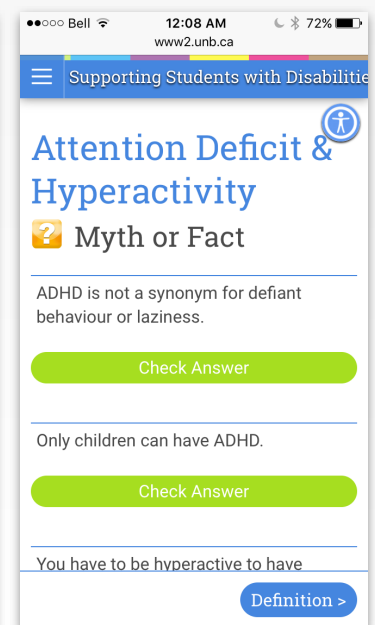 Bell 12:08 AM 72%
www2.unb.ca
Supporting Students with Disabilitie
Attention Deficit &
Hyperactivity
? Myth or Fact
ADHD is not a synonym for defiant
behaviour or laziness.
Check Answer
Only children can have ADHD.
Check Answer
You have to be hyperactive to have
Definition >